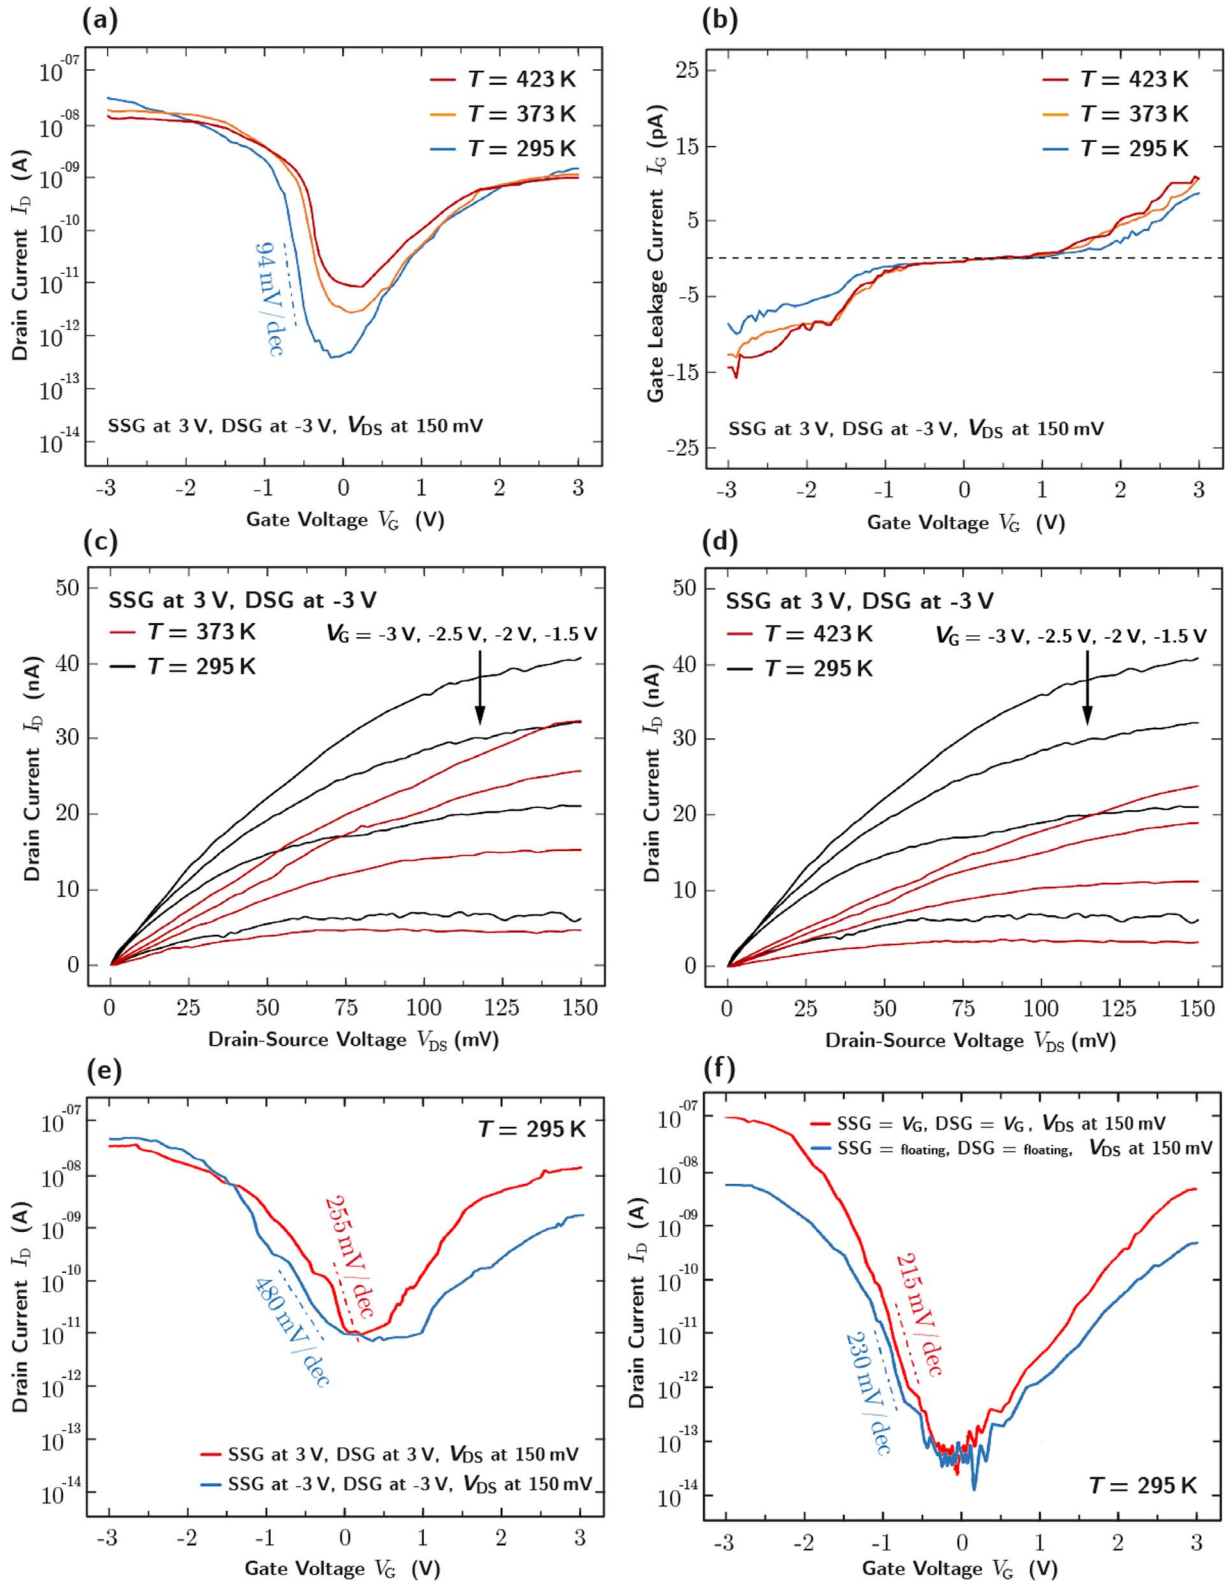 (a)
10⁻⁰⁷
10⁻⁰⁸
10⁻⁰⁹
10⁻¹⁰
10⁻¹¹
10⁻¹²
10⁻¹³
10⁻¹⁴
Drain Current I_D (A)
T = 423 K
T = 373 K
T = 295 K
94 mV/dec
SSG at 3 V, DSG at -3 V, V_DS at 150 mV
-3 -2 -1 0 1 2 3
Gate Voltage V_G (V)
(b)
25
15
5
-5
-15
-25
Gate Leakage Current I_G (pA)
T = 423 K
T = 373 K
T = 295 K
SSG at 3 V, DSG at -3 V, V_DS at 150 mV
-3 -2 -1 0 1 2 3
Gate Voltage V_G (V)
(c)
50
40
30
20
10
0
Drain Current I_D (nA)
SSG at 3 V, DSG at -3 V
T = 373 K
V_G = -3 V, -2.5 V, -2 V, -1.5 V
T = 295 K
0 25 50 75 100 125 150
Drain-Source Voltage V_DS (mV)
(d)
50
40
30
20
10
0
Drain Current I_D (nA)
SSG at 3 V, DSG at -3 V
T = 423 K
V_G = -3 V, -2.5 V, -2 V, -1.5 V
T = 295 K
0 25 50 75 100 125 150
Drain-Source Voltage V_DS (mV)
(e)
10⁻⁰⁷
10⁻⁰⁸
10⁻⁰⁹
10⁻¹⁰
10⁻¹¹
10⁻¹²
10⁻¹³
10⁻¹⁴
Drain Current I_D (A)
T = 295 K
255 mV/dec
480 mV/dec
SSG at 3 V, DSG at 3 V, V_DS at 150 mV
SSG at -3 V, DSG at -3 V, V_DS at 150 mV
-3 -2 -1 0 1 2 3
Gate Voltage V_G (V)
(f)
10⁻⁰⁷
10⁻⁰⁸
10⁻⁰⁹
10⁻¹⁰
10⁻¹¹
10⁻¹²
10⁻¹³
10⁻¹⁴
Drain Current I_D (A)
SSG = V_G, DSG = V_G, V_DS at 150 mV
SSG = floating, DSG = floating, V_DS at 150 mV
215 mV/dec
230 mV/dec
T = 295 K
-3 -2 -1 0 1 2 3
Gate Voltage V_G (V)